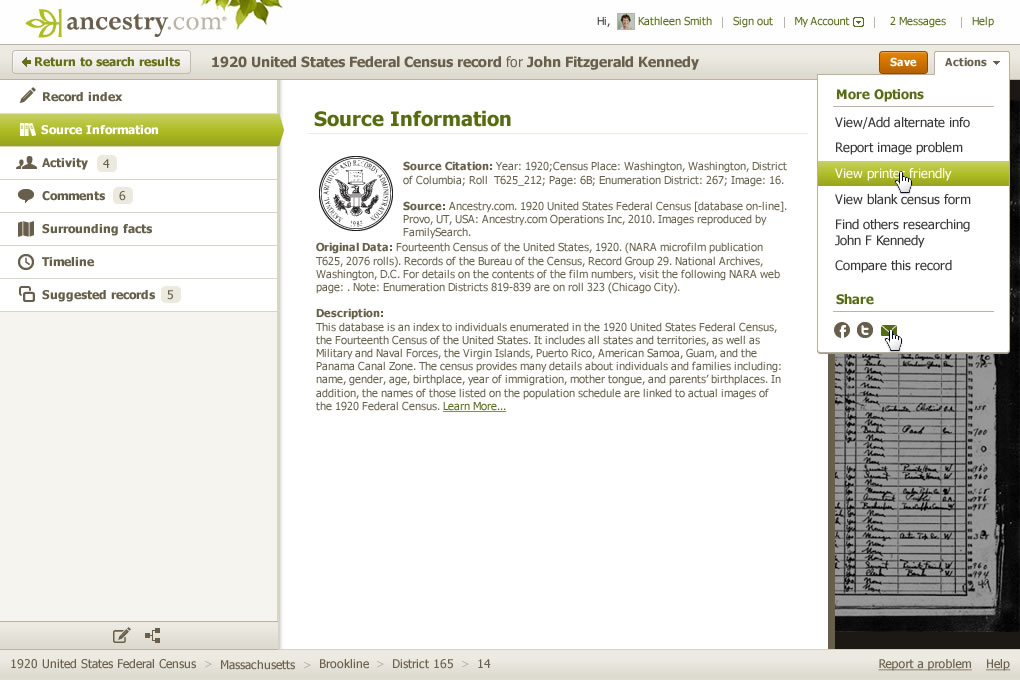 ancestry.com
Hi, Kathleen Smith | Sign out | My Account | 2 Messages | Help
Return to search results
1920 United States Federal Census record for John Fitzgerald Kennedy
Save
Actions
Record index
Source Information
Activity 4
Comments 6
Surrounding facts
Timeline
Suggested records 5
Source Information
Source Citation: Year: 1920;Census Place: Washington, Washington, District
of Columbia; Roll T625_212; Page: 6B; Enumeration District: 267; Image: 16.
Source: Ancestry.com. 1920 United States Federal Census [database on-line].
Provo, UT, USA: Ancestry.com Operations Inc, 2010. Images reproduced by
FamilySearch.
Original Data: Fourteenth Census of the United States, 1920. (NARA microfilm publication
T625, 2076 rolls). Records of the Bureau of the Census, Record Group 29. National Archives,
Washington, D.C. For details on the contents of the film numbers, visit the following NARA web
page: . Note: Enumeration Districts 819-839 are on roll 323 (Chicago City).
Description:
This database is an index to individuals enumerated in the 1920 United States Federal Census,
the Fourteenth Census of the United States. It includes all states and territories, as well as
Military and Naval Forces, the Virgin Islands, Puerto Rico, American Samoa, Guam, and the
Panama Canal Zone. The census provides many details about individuals and families including:
name, gender, age, birthplace, year of immigration, mother tongue, and parents' birthplaces. In
addition, the names of those listed on the population schedule are linked to actual images of
the 1920 Federal Census. Learn More...
More Options
View/Add alternate info
Report image problem
View printer friendly
View blank census form
Find others researching
John F Kennedy
Compare this record
Share
1920 United States Federal Census > Massachusetts > Brookline > District 165 > 14
Report a problem Help